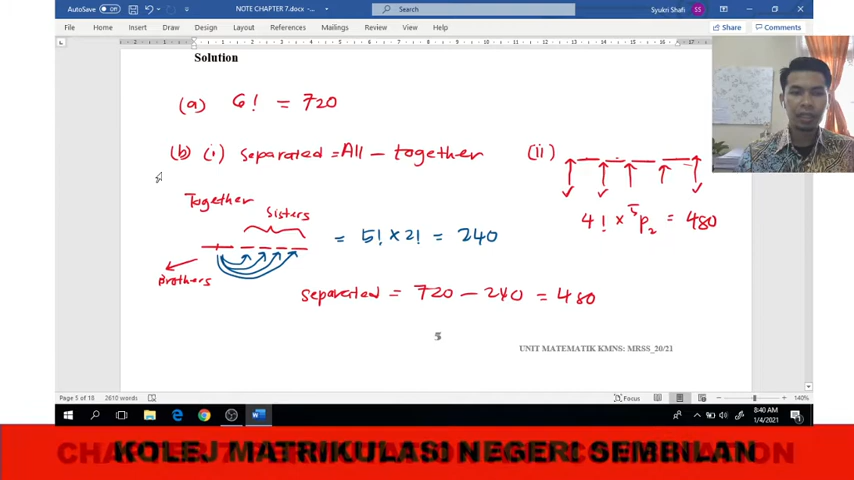 AutoSave Off
NOTE CHAPTER 7.docx
Search
Syukri Shafi
SS
File Home Insert Draw Design Layout References Mailings Review View Help
Share Comments
Solution
(a) 6! = 720
(b) (i) separated = All - together
(ii)
4! × 5P2 = 480
Together
Sisters
= 5! × 2! = 240
Brothers
separated = 720 - 240 = 480
5
UNIT MATEMATIK KMNS: MRSS_20/21
Page 5 of 18 2610 words
Focus
140%
8:40 AM
1/4/2021
KOLEJ MATRIKULASI NEGERI SEMBILAN